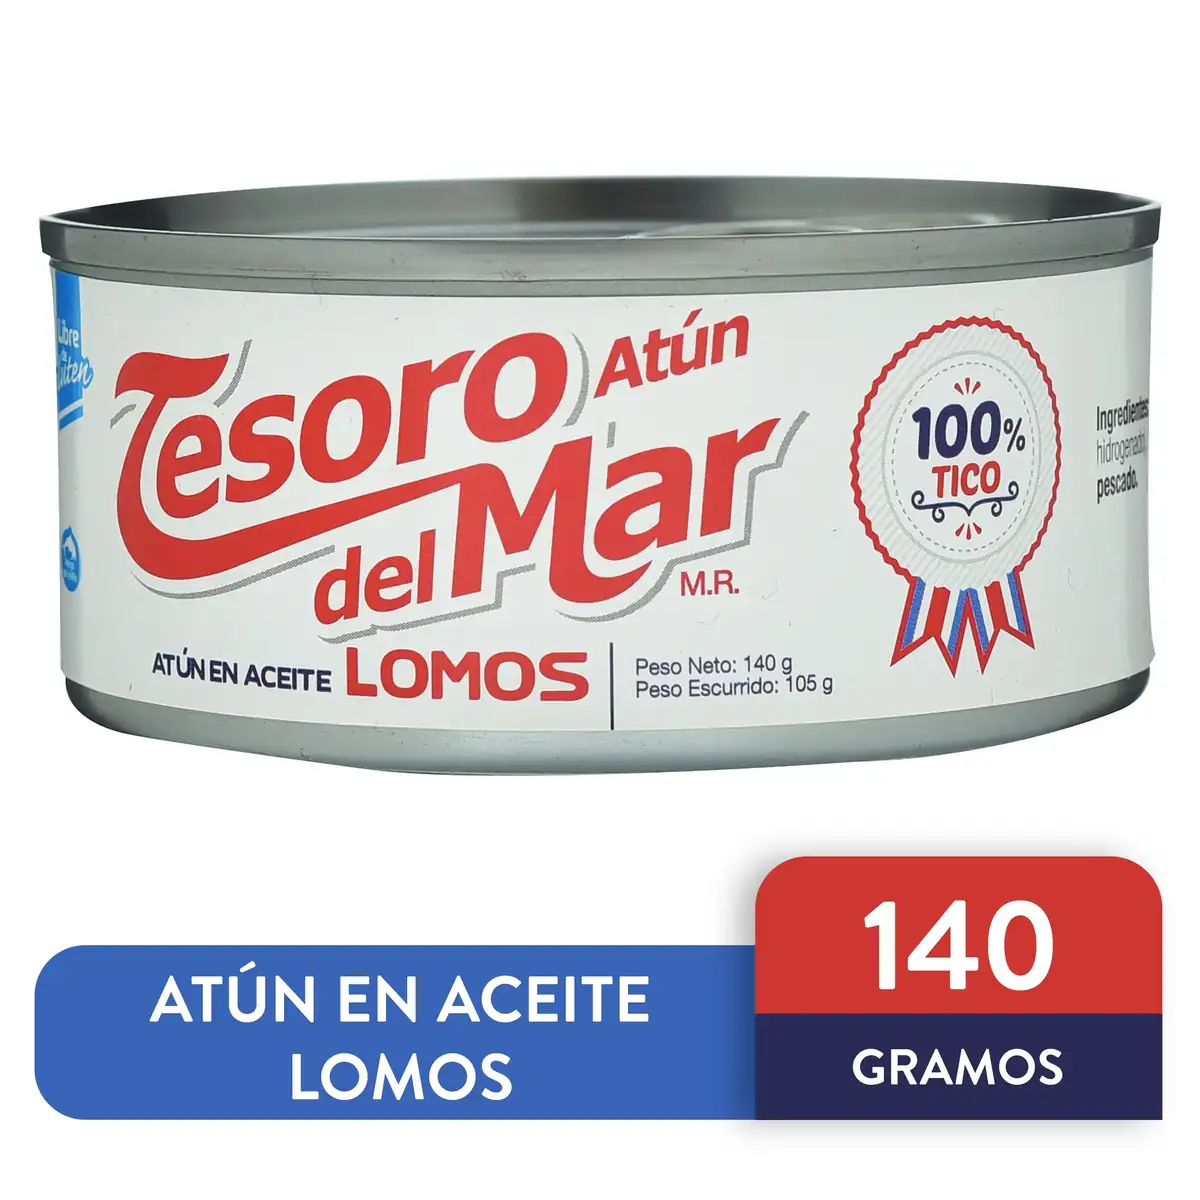 Libre
de
Tesoro
Atún
del Mar
M.R.
ATÚN EN ACEITE LOMOS
Peso Neto: 140 g
Peso Escurrido: 105 g
100%
TICO
Ingredientes
hidrogenado,
pescado.
ATÚN EN ACEITE
LOMOS
140
GRAMOS